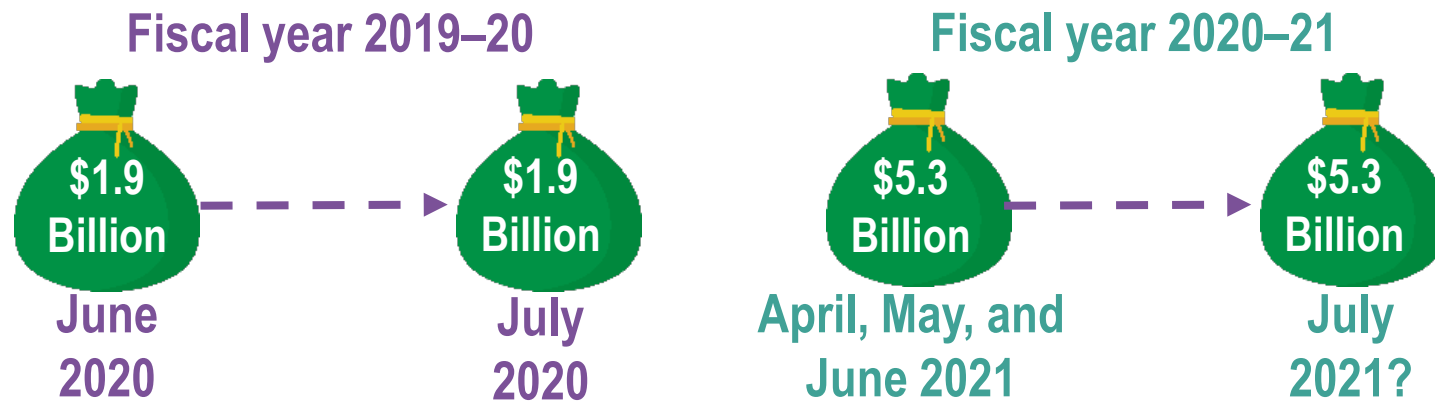 Fiscal year 2019–20
$1.9
Billion
$1.9
Billion
June
2020
July
2020
Fiscal year 2020–21
$5.3
Billion
$5.3
Billion
April, May, and
June 2021
July
2021?